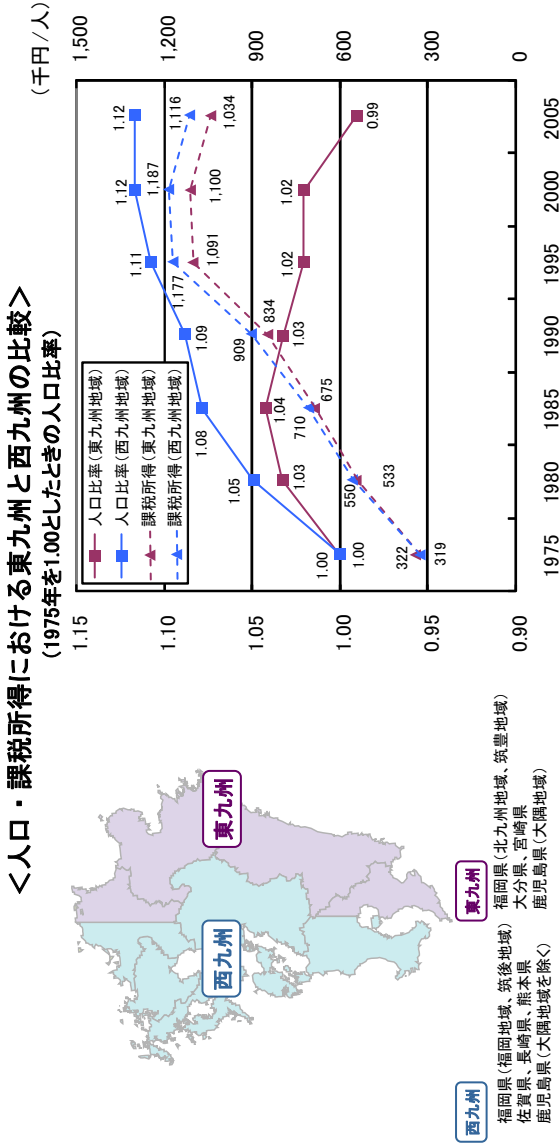 ＜人口・課税所得における東九州と西九州の比較＞
(1975年を1.00としたときの人口比率)
(千円/人)
西九州
東九州
西九州
福岡県(福岡地域、筑後地域)
佐賀県、長崎県、熊本県
鹿児島県(大隅地域を除く)
東九州
福岡県(北九州地域、筑豊地域)
大分県、宮崎県
鹿児島県(大隅地域)
人口比率(東九州地域)
人口比率(西九州地域)
課税所得(東九州地域)
課税所得(西九州地域)
1.15
1.10
1.05
1.00
0.95
0.90
1,500
1,200
900
600
300
0
1.00
1.05
1.08
1.09
1.11
1.12
1.12
1.00
1.03
1.04
1.03
1.02
1.02
0.99
322
550
710
909
1,177
1,187
1,116
319
533
675
834
1,091
1,100
1,034
1975
1980
1985
1990
1995
2000
2005